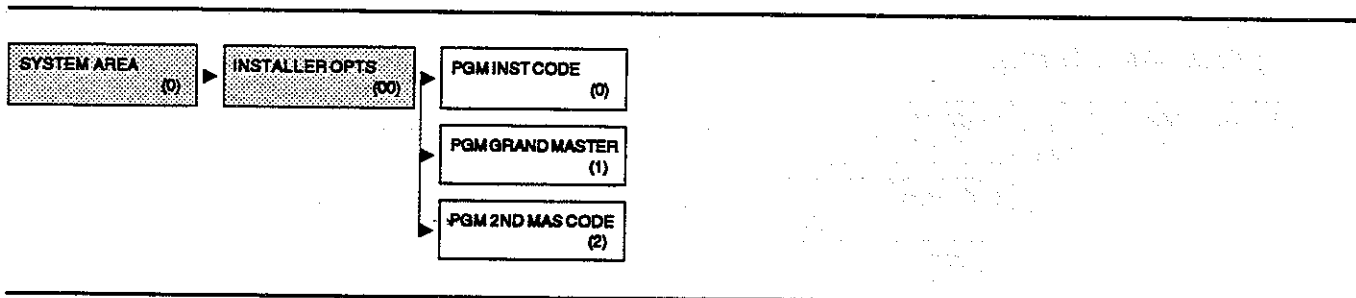 SYSTEM AREA
(0)
INSTALLER OPTS
(00)
PGM INST CODE
(0)
PGM GRAND MASTER
(1)
PGM 2ND MAS CODE
(2)